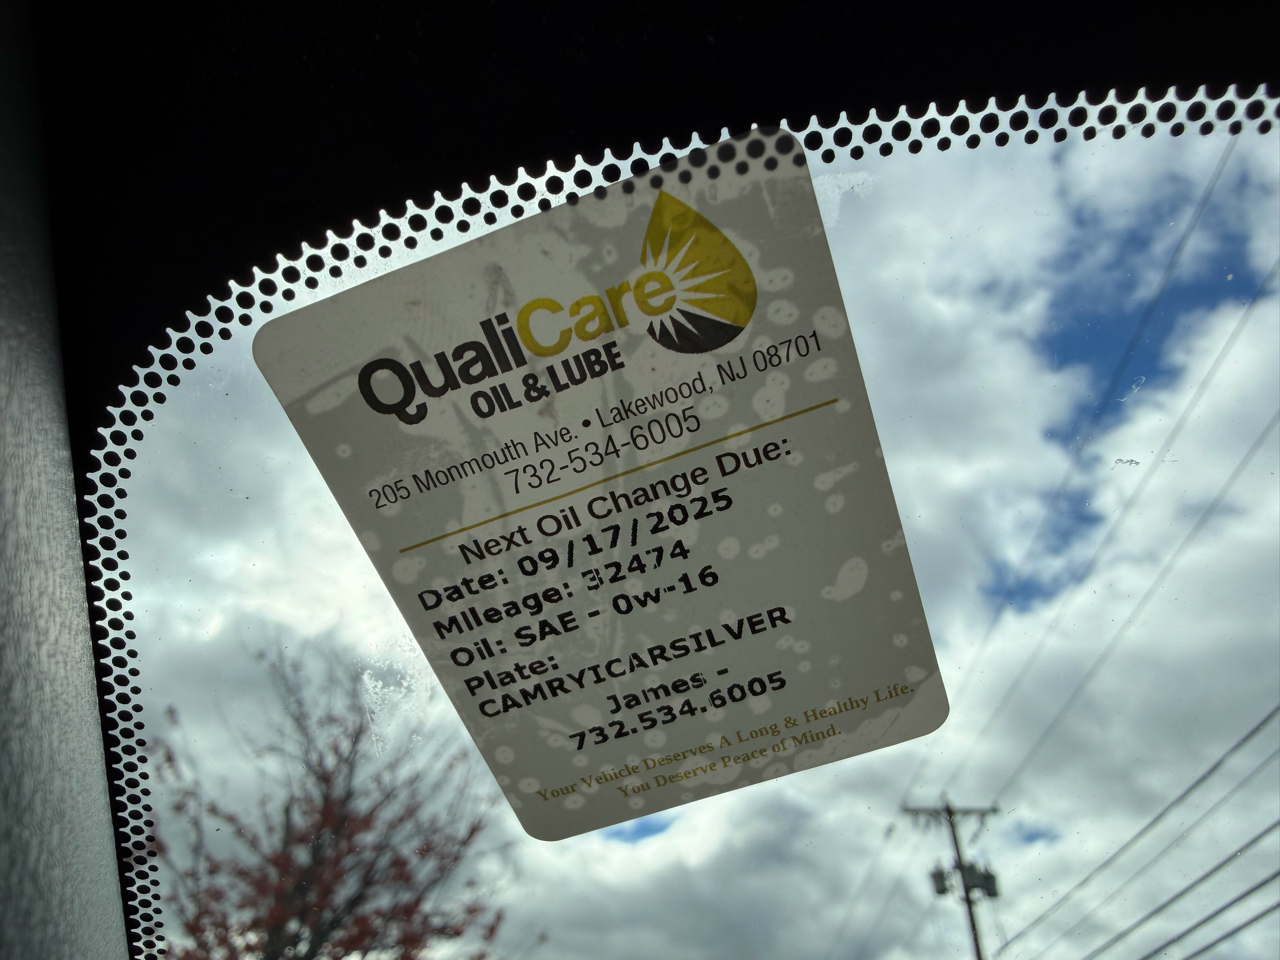 QualiCare
OIL & LUBE
205 Monmouth Ave. • Lakewood, NJ 08701
732-534-6005
Next Oil Change Due:
Date: 09/17/2025
MIleage: 32474
Oil: SAE - 0w-16
Plate:
CAMRYICARSILVER
James -
732.534.6005
Your Vehicle Deserves A Long & Healthy Life.
You Deserve Peace of Mind.